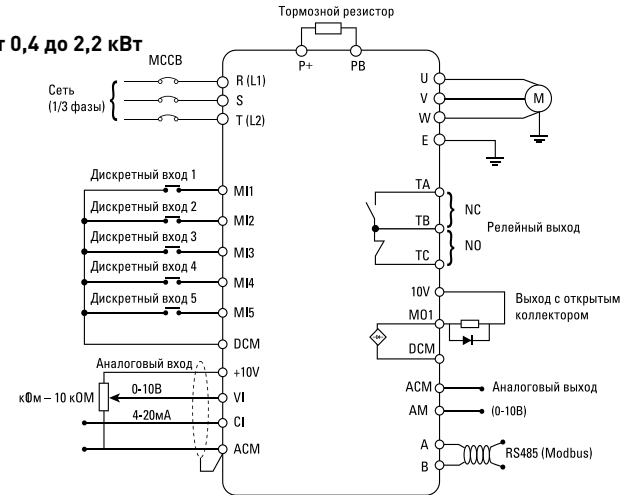 Тормозной резистор
т 0,4 до 2,2 кВт
P+ PB
МССВ
R (L1)
Сеть
(1/3 фазы)
S
T (L2)
U
V
W
M
E
Дискретный вход 1
MI1
Дискретный вход 2
MI2
Дискретный вход 3
MI3
Дискретный вход 4
MI4
Дискретный вход 5
MI5
DCM
TA
NC
TB
Релейный выход
NO
TC
10V
Выход с открытым
коллектором
MO1
DCM
Аналоговый вход
+10V
кОм – 10 кОМ
0-10В
VI
4-20мА
CI
ACM
ACM
Аналоговый выход
AM
(0-10В)
A
RS485 (Modbus)
B